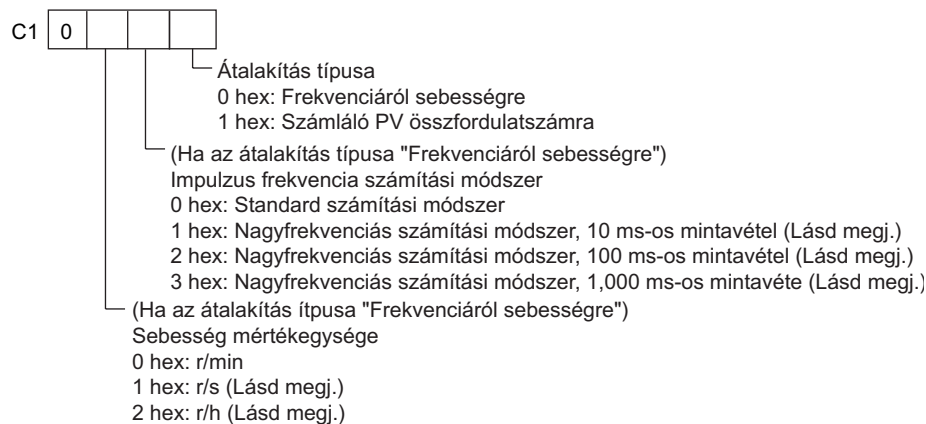 C1 0
Átalakítás típusa
0 hex: Frekvenciáról sebességre
1 hex: Számláló PV összfordulatszámra
(Ha az átalakítás típusa "Frekvenciáról sebességre")
Impulzus frekvencia számítási módszer
0 hex: Standard számítási módszer
1 hex: Nagyfrekvenciás számítási módszer, 10 ms-os mintavétel (Lásd megj.)
2 hex: Nagyfrekvenciás számítási módszer, 100 ms-os mintavétel (Lásd megj.)
3 hex: Nagyfrekvenciás számítási módszer, 1,000 ms-os mintavéte (Lásd megj.)
(Ha az átalakítás ítpusa "Frekvenciáról sebességre")
Sebesség mértékegysége
0 hex: r/min
1 hex: r/s (Lásd megj.)
2 hex: r/h (Lásd megj.)